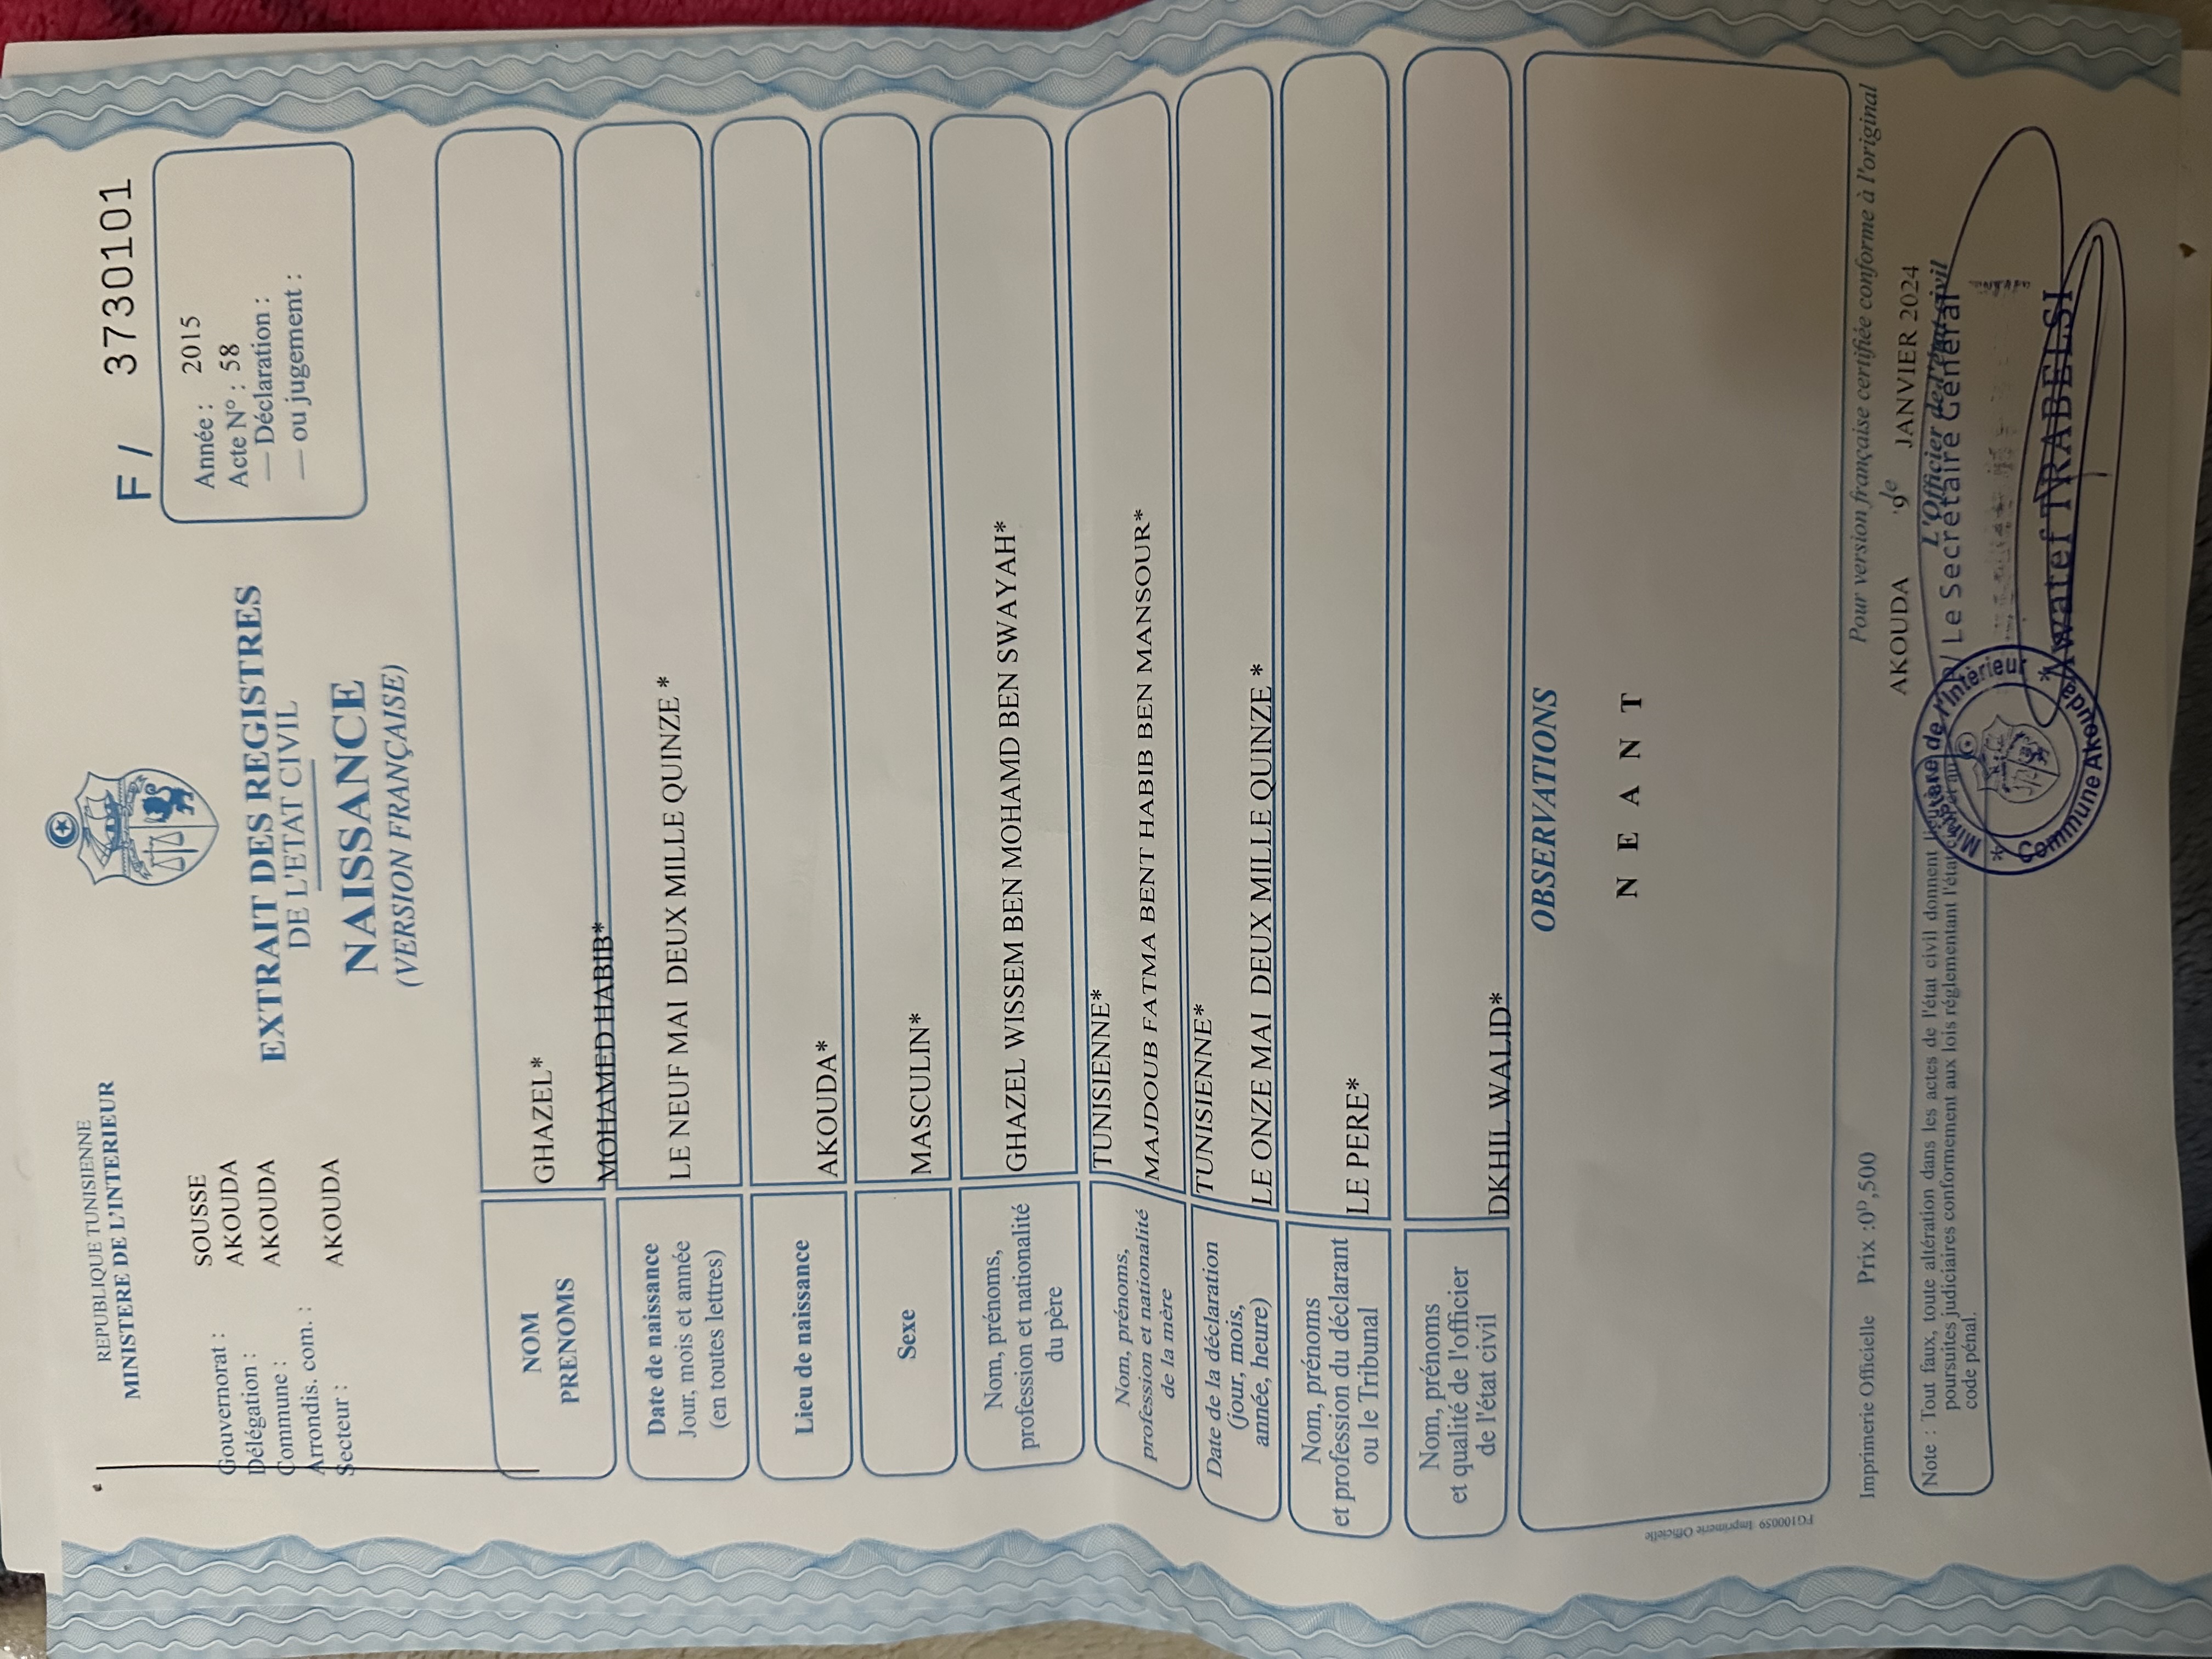 REPUBLIQUE TUNISIENNE
MINISTERE DE L'INTERIEUR
F / 3730101
Gouvernorat : SOUSSE
Délégation : AKOUDA
Commune : AKOUDA
Arrondis. com. :
Secteur : AKOUDA
EXTRAIT DES REGISTRES
DE L'ETAT CIVIL
NAISSANCE
(VERSION FRANÇAISE)
Année : 2015
Acte N° : 58
— Déclaration :
— ou jugement :
NOM
PRENOMS
GHAZEL*
MOHAMED HABIB*
Date de naissance
Jour, mois et année
(en toutes lettres)
LE NEUF MAI DEUX MILLE QUINZE *
Lieu de naissance
AKOUDA*
Sexe
MASCULIN*
Nom, prénoms,
profession et nationalité
du père
GHAZEL WISSEM BEN MOHAMD BEN SWAYAH*
TUNISIENNE*
Nom, prénoms,
profession et nationalité
de la mère
MAJDOUB FATMA BENT HABIB BEN MANSOUR*
TUNISIENNE*
Date de la déclaration
(jour, mois,
année, heure)
LE ONZE MAI DEUX MILLE QUINZE *
Nom, prénoms
et profession du déclarant
ou le Tribunal
LE PERE*
Nom, prénoms
et qualité de l'officier
de l'état civil
DKHIL WALID*
OBSERVATIONS
N E A N T
FG100059 Imprimerie Officielle
Imprimerie Officielle Prix :0D,500
Pour version française certifiée conforme à l'original
AKOUDA 9 le JANVIER 2024
L'Officier de l'état civil
Le Secrétaire Général
Awatef TRABELSI
Ministère de l'Intérieur
* Commune Akouda *
Note : Tout faux, toute altération dans les actes de l'état civil donnent lieu
poursuites judiciaires conformement aux lois réglementant l'état civil et au
code pénal.